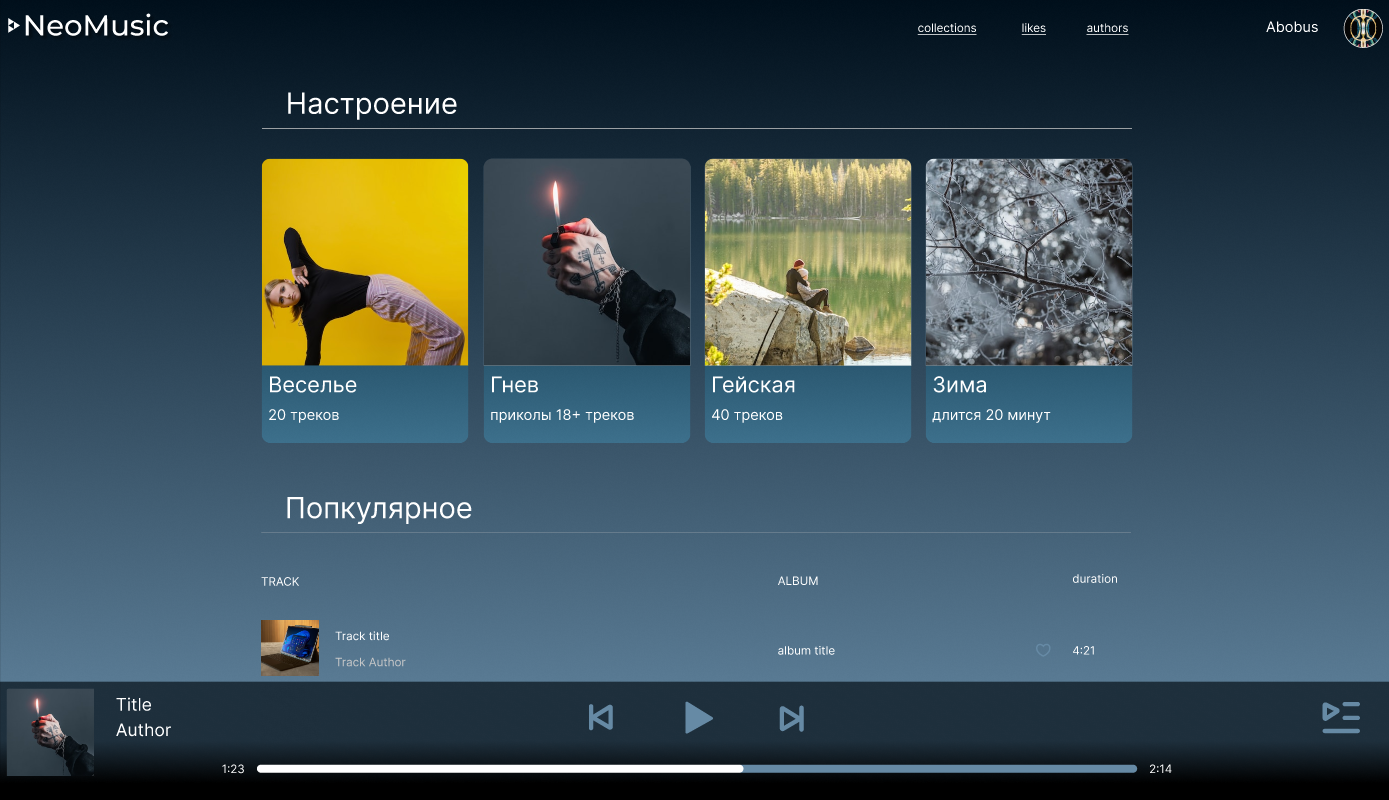 NeoMusic
collections likes authors Abobus
Настроение
Веселье
20 треков
Гнев
приколы 18+ треков
Гейская
40 треков
Зима
длится 20 минут
Попкулярное
TRACK ALBUM duration
Track title
Track Author
album title 4:21
Title
Author
1:23 2:14